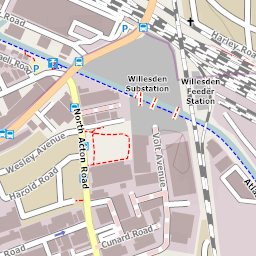 Harley Road
Willesden
Substation
Willesden
Feeder
Station
North Acton Road
Wesley Avenue
Volt Avenue
Harold Road
Cunard Road